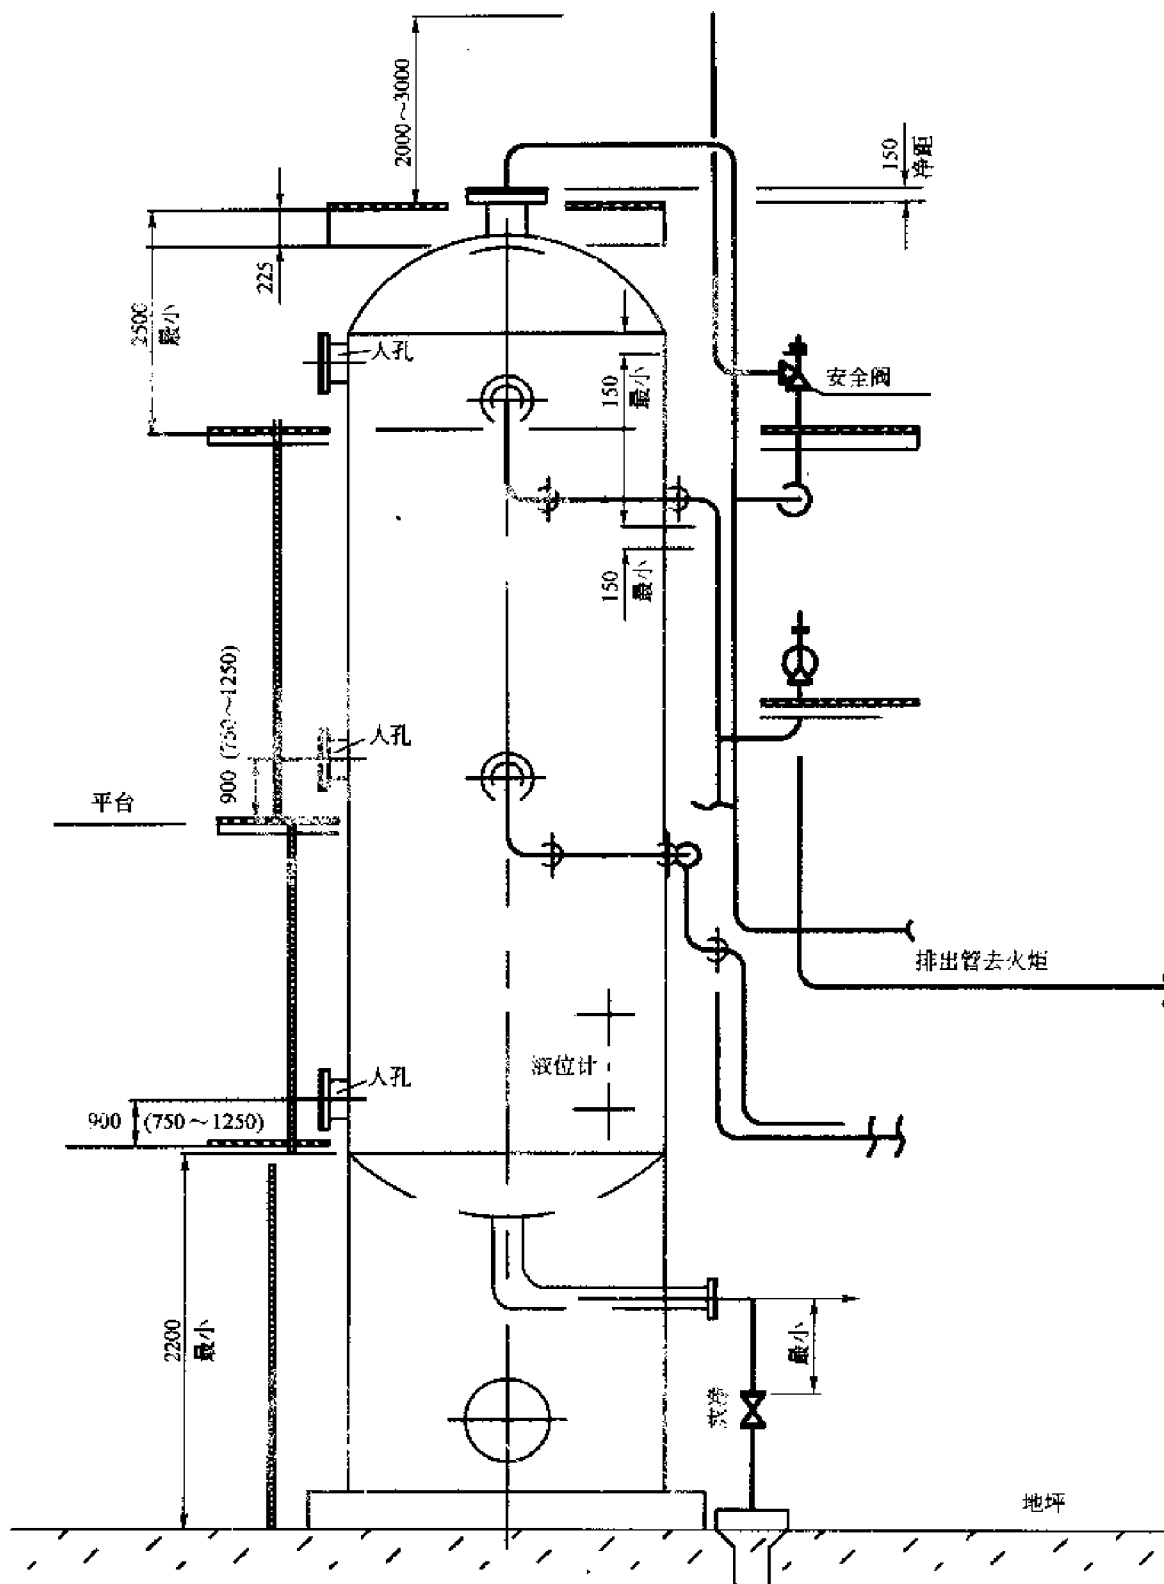 2000～3000
150
净距
225
2500
最小
人孔
150
最小
安全阀
150
最小
900 (750～1250)
人孔
平台
排出管去火炬
液位计
人孔
900 (750～1250)
2200
最小
最小
放净
地坪